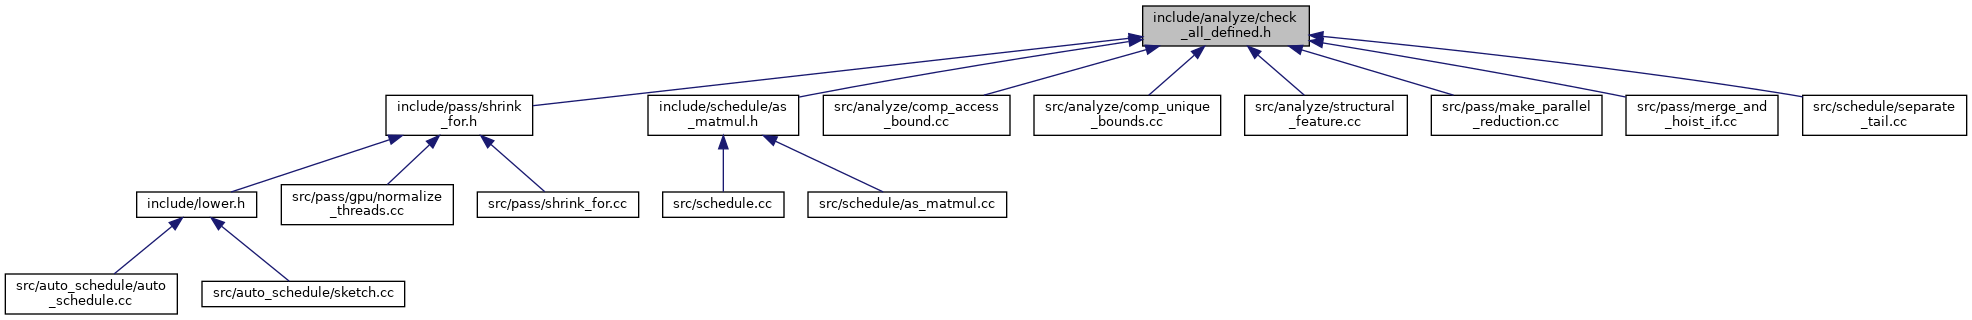 include/analyze/check
_all_defined.h
include/pass/shrink
_for.h
include/schedule/as
_matmul.h
src/analyze/comp_access
_bound.cc
src/analyze/comp_unique
_bounds.cc
src/analyze/structural
_feature.cc
src/pass/make_parallel
_reduction.cc
src/pass/merge_and
_hoist_if.cc
src/schedule/separate
_tail.cc
include/lower.h
src/pass/gpu/normalize
_threads.cc
src/pass/shrink_for.cc
src/schedule.cc
src/schedule/as_matmul.cc
src/auto_schedule/auto
_schedule.cc
src/auto_schedule/sketch.cc